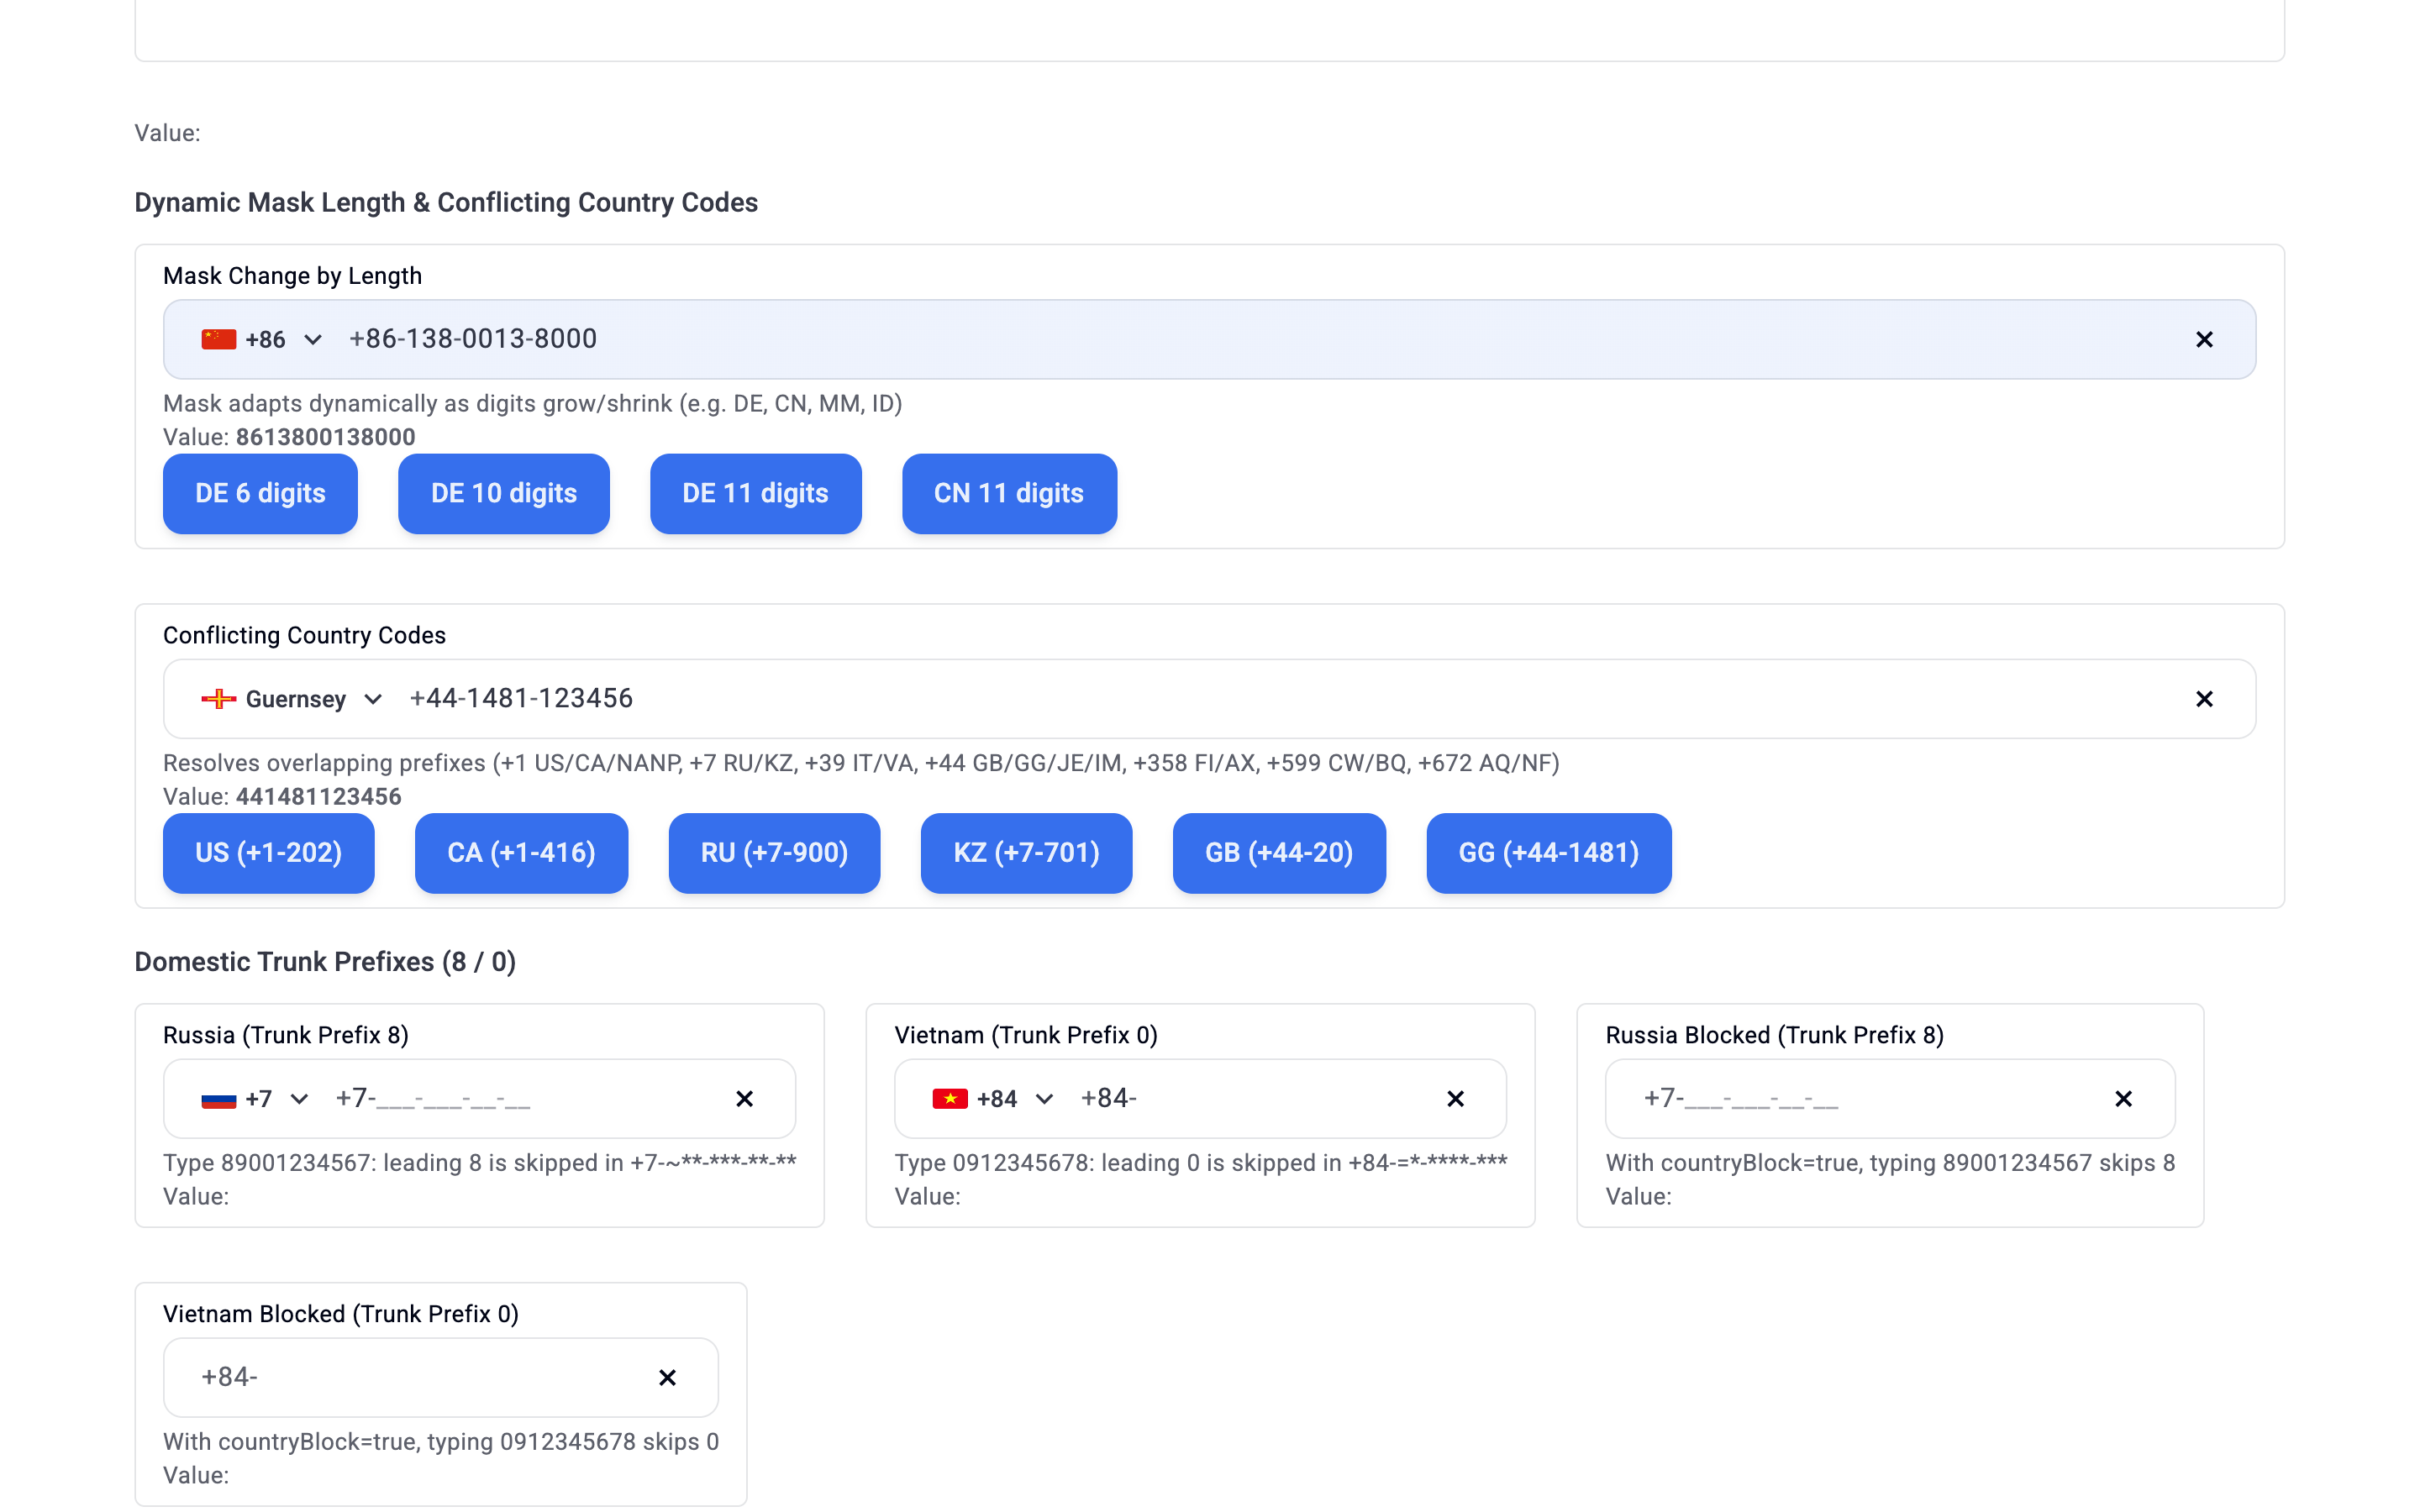 Value:
Dynamic Mask Length & Conflicting Country Codes
Mask Change by Length
+86 +86-138-0013-8000
Mask adapts dynamically as digits grow/shrink (e.g. DE, CN, MM, ID)
Value: 8613800138000
DE 6 digits DE 10 digits DE 11 digits CN 11 digits
Conflicting Country Codes
Guernsey +44-1481-123456
Resolves overlapping prefixes (+1 US/CA/NANP, +7 RU/KZ, +39 IT/VA, +44 GB/GG/JE/IM, +358 FI/AX, +599 CW/BQ, +672 AQ/NF)
Value: 441481123456
US (+1-202) CA (+1-416) RU (+7-900) KZ (+7-701) GB (+44-20) GG (+44-1481)
Domestic Trunk Prefixes (8 / 0)
Russia (Trunk Prefix 8)
+7 +7-___-___-__-__
Type 89001234567: leading 8 is skipped in +7-~**-***-**-**
Value:
Vietnam (Trunk Prefix 0)
+84 +84-
Type 0912345678: leading 0 is skipped in +84-=*-****-***
Value:
Russia Blocked (Trunk Prefix 8)
+7-___-___-__-__
With countryBlock=true, typing 89001234567 skips 8
Value:
Vietnam Blocked (Trunk Prefix 0)
+84-
With countryBlock=true, typing 0912345678 skips 0
Value: